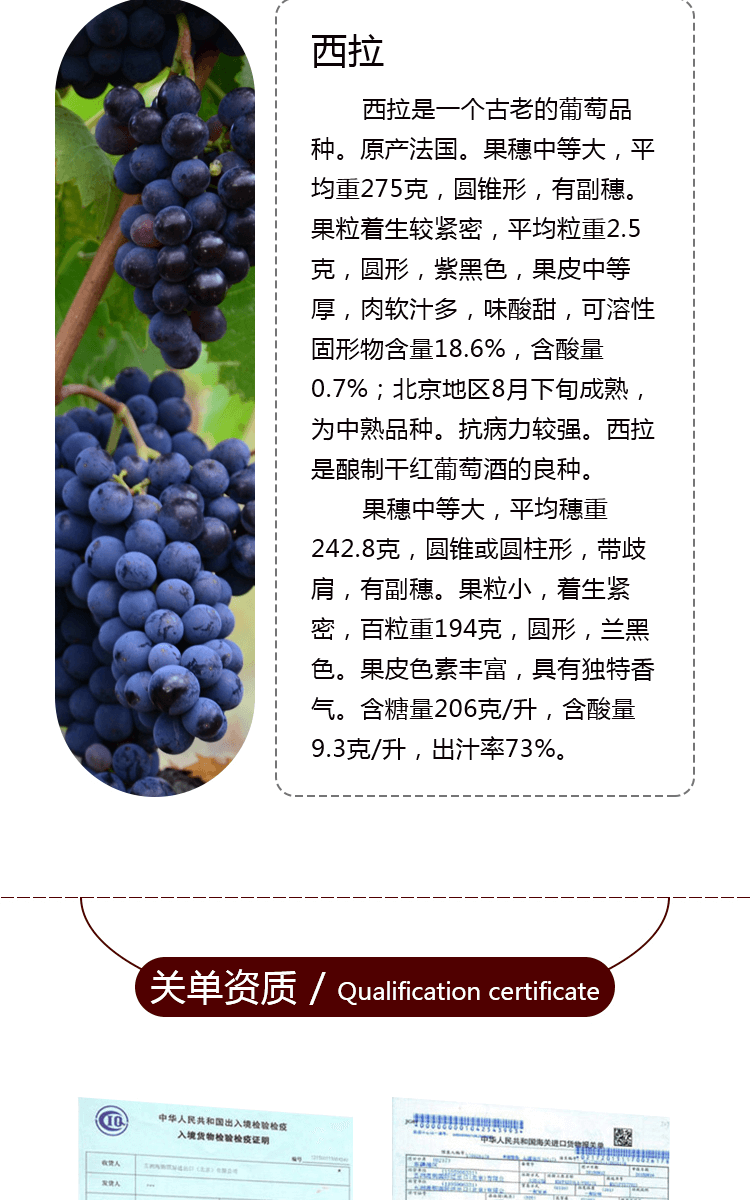 西拉
西拉是一个古老的葡萄品
种。原产法国。果穗中等大，平
均重275克，圆锥形，有副穗。
果粒着生较紧密，平均粒重2.5
克，圆形，紫黑色，果皮中等
厚，肉软汁多，味酸甜，可溶性
固形物含量18.6%，含酸量
0.7%；北京地区8月下旬成熟，
为中熟品种。抗病力较强。西拉
是酿制干红葡萄酒的良种。
果穗中等大，平均穗重
242.8克，圆锥或圆柱形，带歧
肩，有副穗。果粒小，着生紧
密，百粒重194克，圆形，兰黑
色。果皮色素丰富，具有独特香
气。含糖量206克/升，含酸量
9.3克/升，出汁率73%。
关单资质 / Qualification certificate
CIQ
中华人民共和国出入境检验检疫
入境货物检验检疫证明
编号
收货人
发货人
中华人民共和国海关进口货物报关单